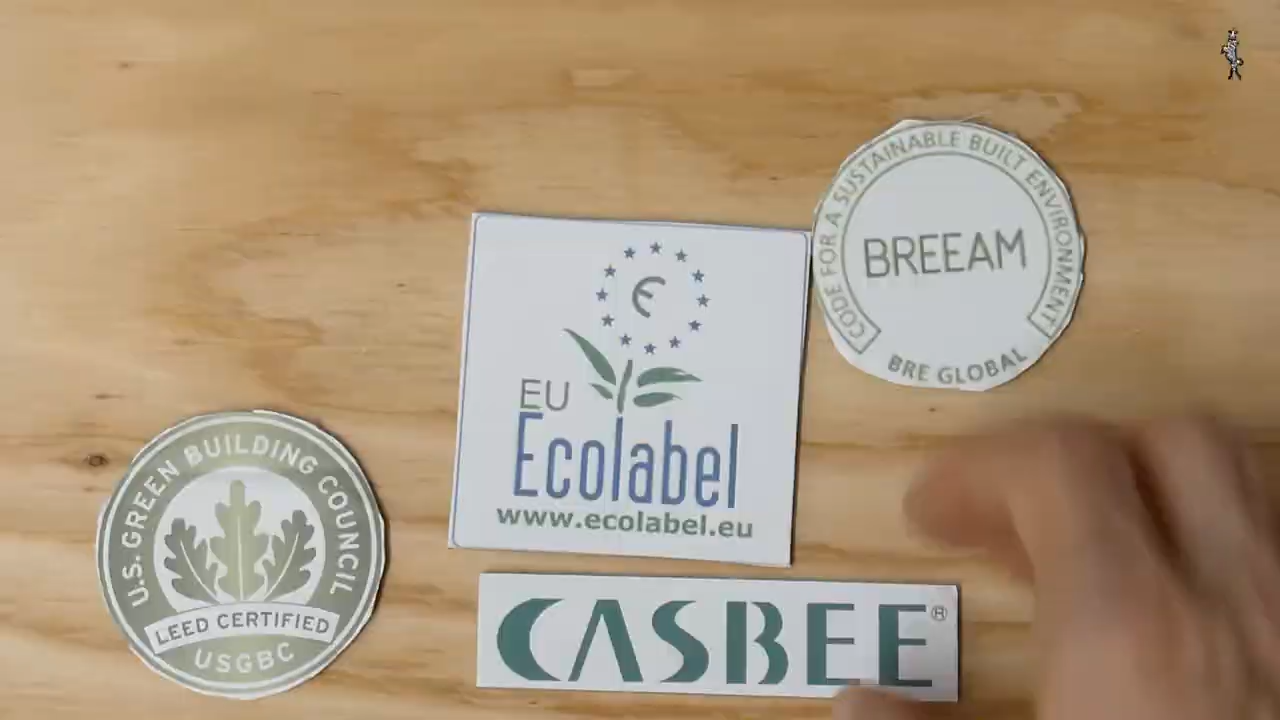 CODE FOR A SUSTAINABLE BUILT ENVIRONMENT
BREEAM
BRE GLOBAL
EU
Ecolabel
www.ecolabel.eu
U.S. GREEN BUILDING COUNCIL
LEED CERTIFIED
USGBC
CASBEE®